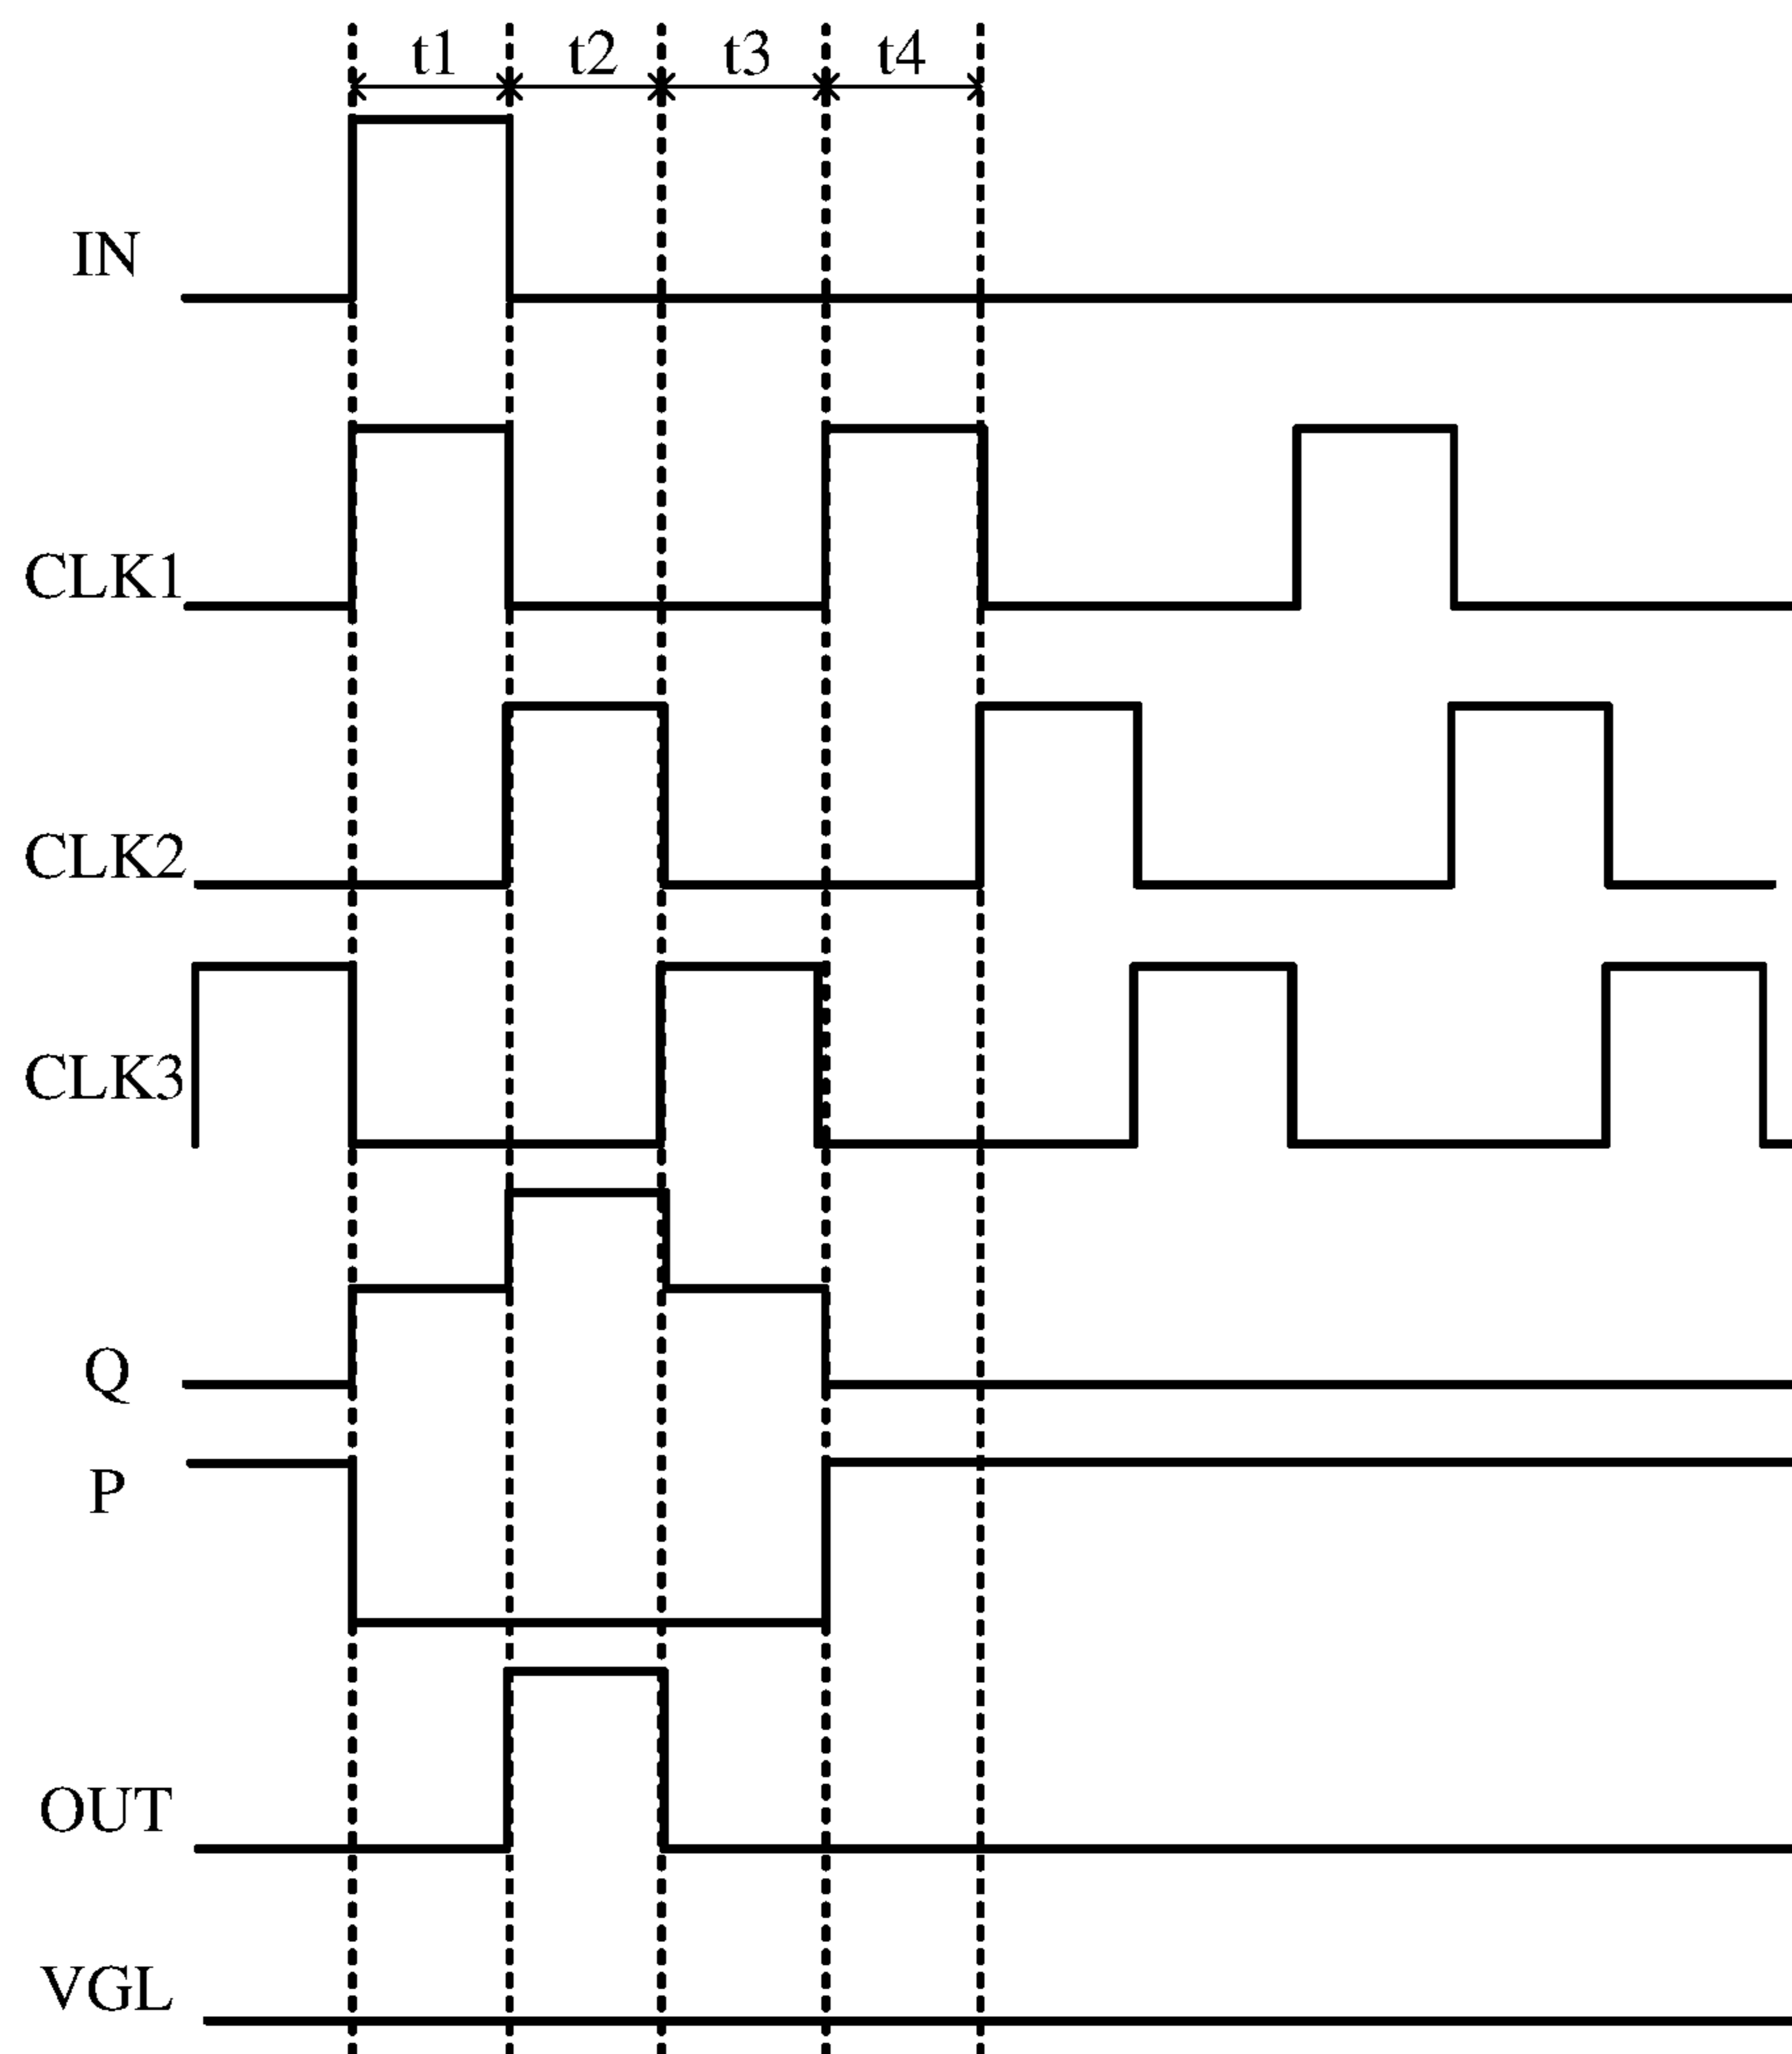 t1 t2 t3 t4
IN
CLK1
CLK2
CLK3
Q
P
OUT
VGL